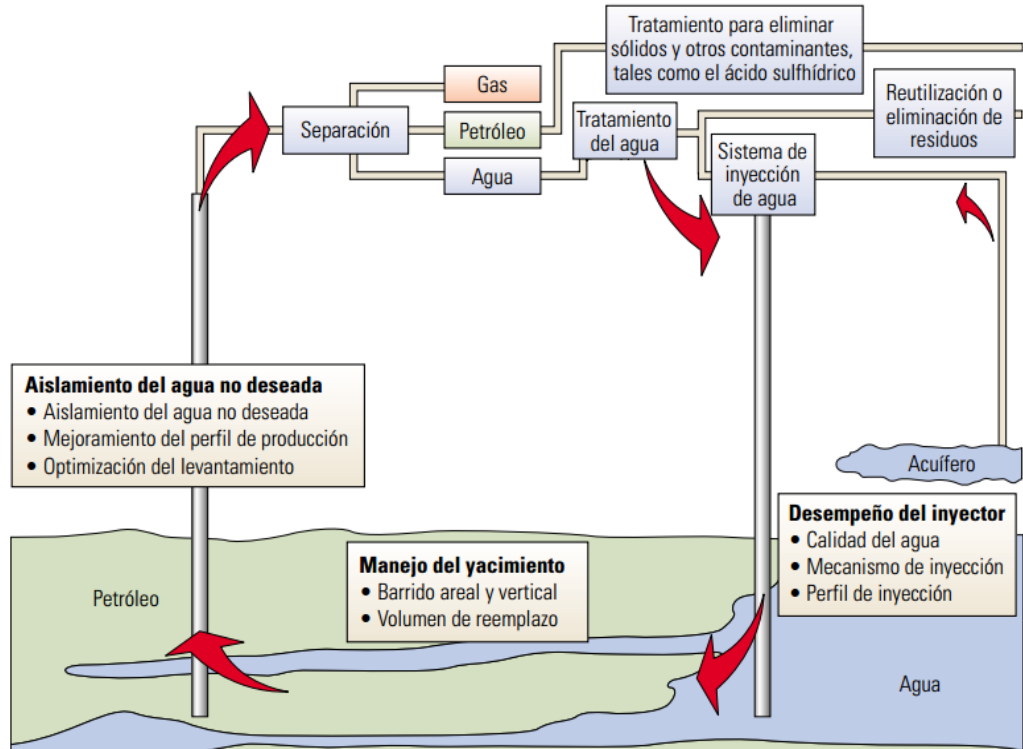 Tratamiento para eliminar
sólidos y otros contaminantes,
tales como el ácido sulfhídrico
Gas
Separación
Petróleo
Agua
Tratamiento
del agua
Reutilización o
eliminación de
residuos
Sistema de
inyección
de agua
Acuífero
Aislamiento del agua no deseada
• Aislamiento del agua no deseada
• Mejoramiento del perfil de producción
• Optimización del levantamiento
Desempeño del inyector
• Calidad del agua
• Mecanismo de inyección
• Perfil de inyección
Manejo del yacimiento
• Barrido areal y vertical
• Volumen de reemplazo
Petróleo
Agua